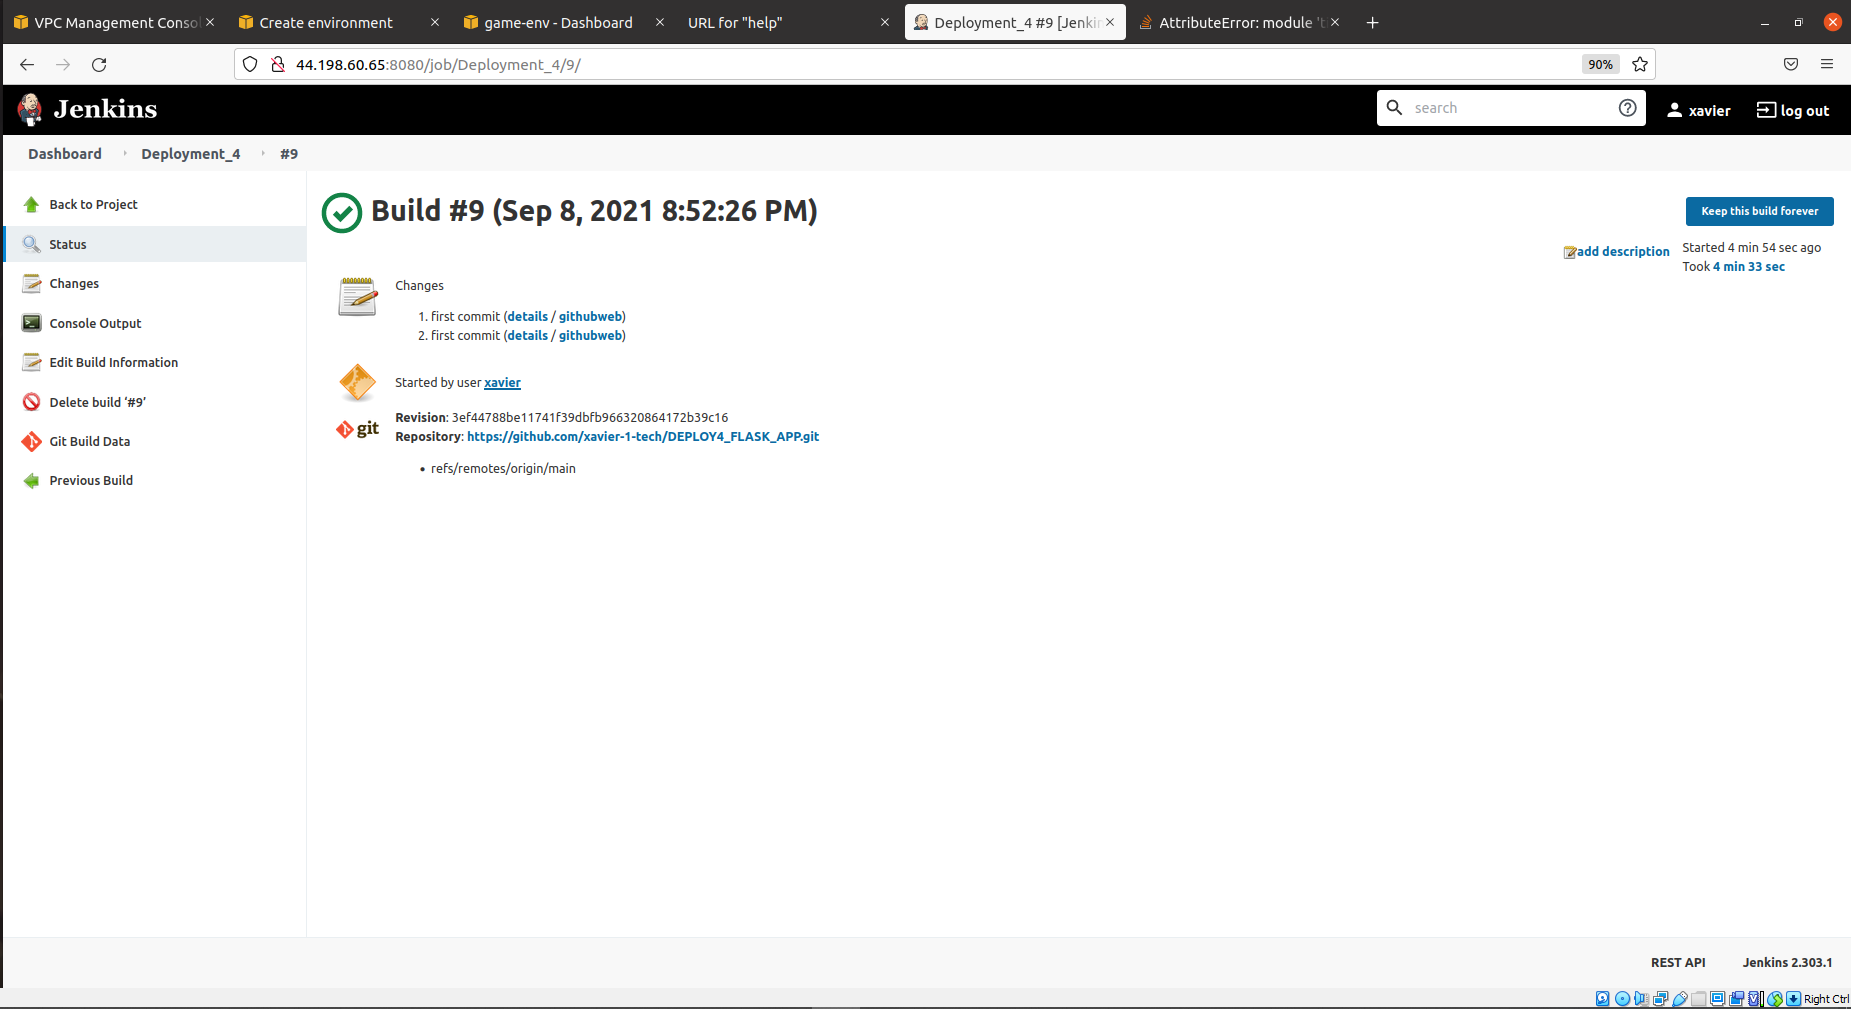 VPC Management Consol
Create environment
game-env - Dashboard
URL for "help"
Deployment_4 #9 [Jenkin
AttributeError: module 't
44.198.60.65:8080/job/Deployment_4/9/
90%
Jenkins
search
xavier
log out
Dashboard
Deployment_4
#9
Back to Project
Status
Changes
Console Output
Edit Build Information
Delete build ‘#9’
Git Build Data
Previous Build
Build #9 (Sep 8, 2021 8:52:26 PM)
Keep this build forever
add description
Started 4 min 54 sec ago
Took 4 min 33 sec
Changes
1. first commit (details / githubweb)
2. first commit (details / githubweb)
Started by user xavier
git
Revision: 3ef44788be11741f39dbfb966320864172b39c16
Repository: https://github.com/xavier-1-tech/DEPLOY4_FLASK_APP.git
• refs/remotes/origin/main
REST API
Jenkins 2.303.1
Right Ctrl